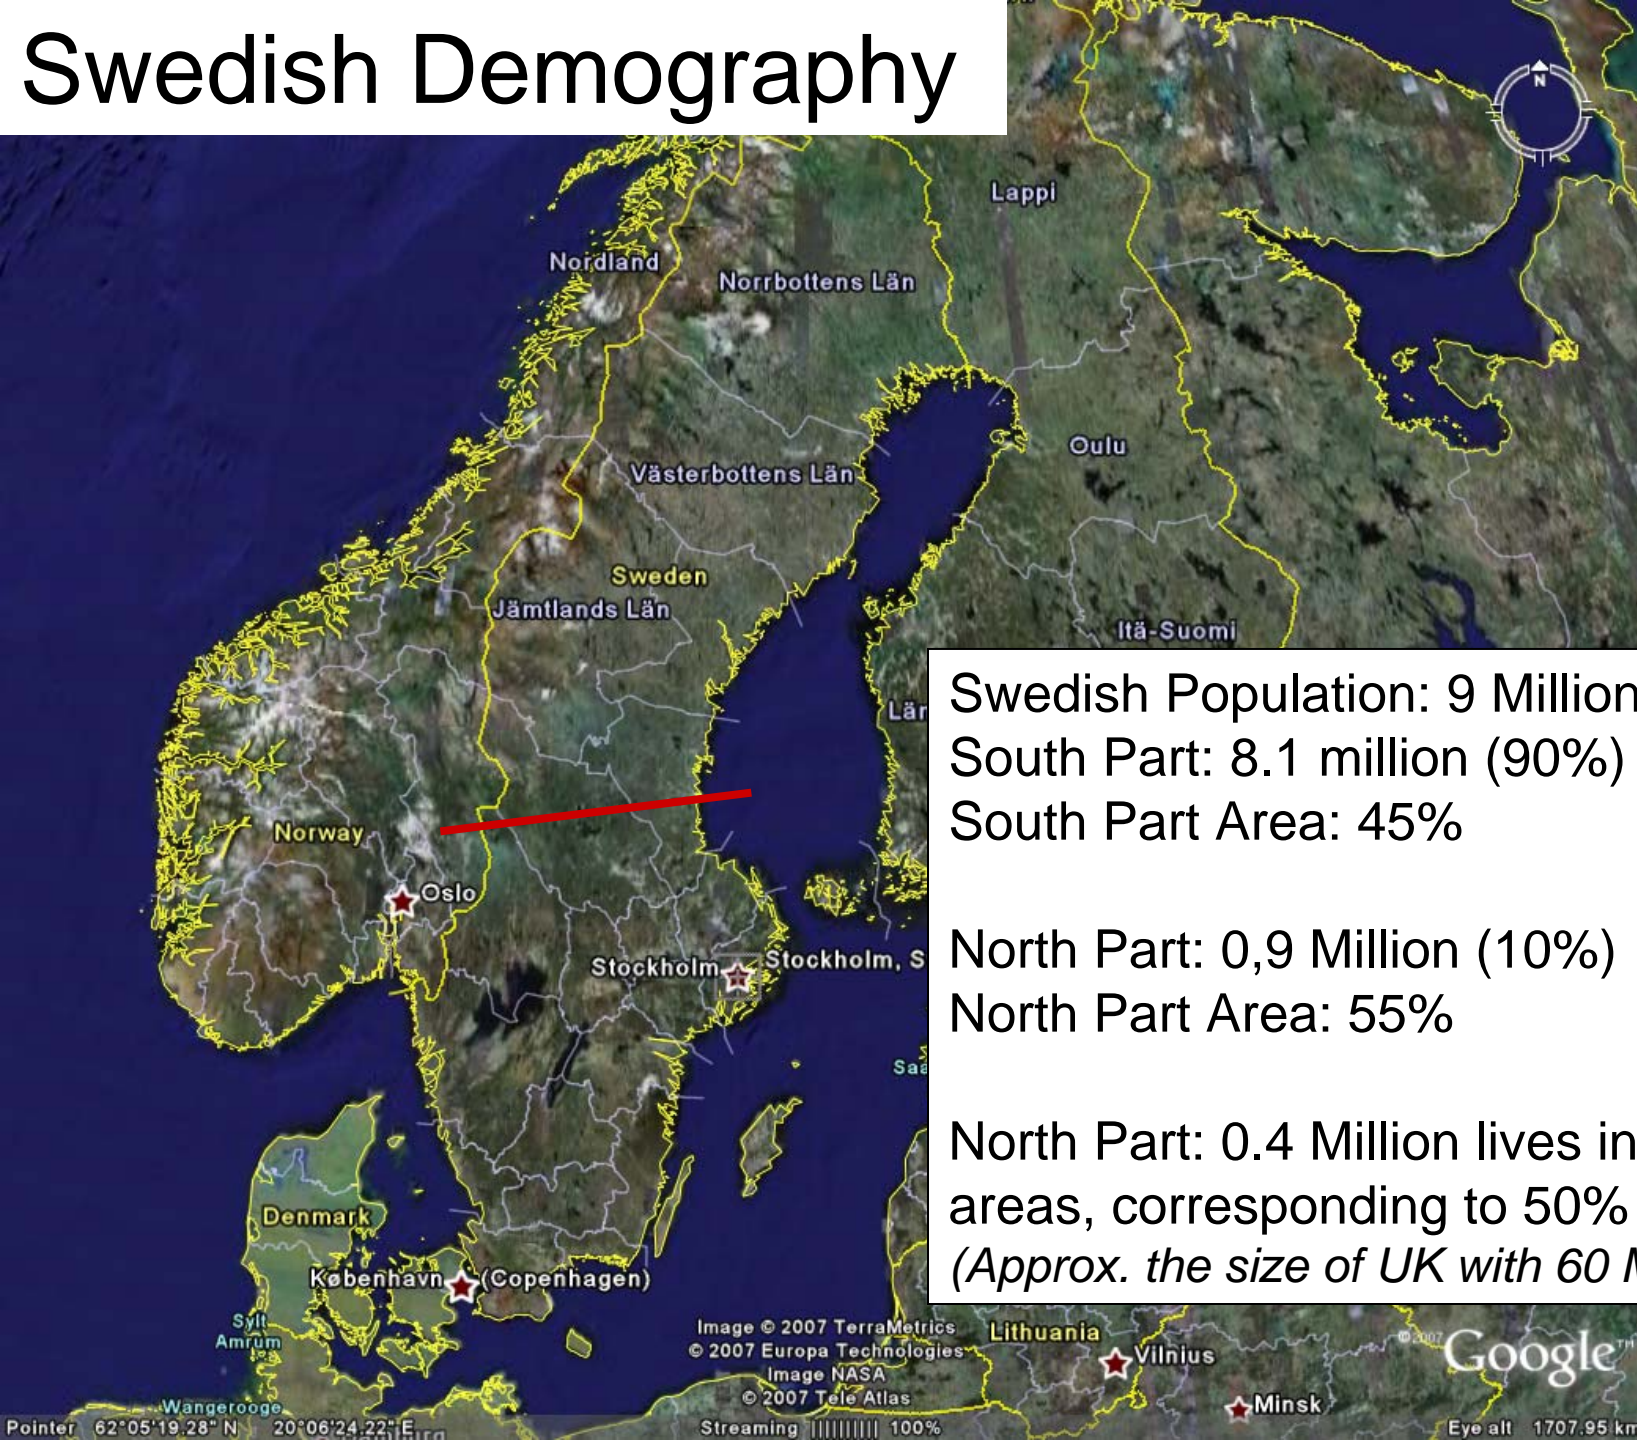 Swedish Demography
Lappi
Nordland
Norrbottens Län
Oulu
Västerbottens Län
Sweden
Jämtlands Län
Itä-Suomi
Swedish Population: 9 Million
South Part: 8.1 million (90%)
South Part Area: 45%
North Part: 0,9 Million (10%)
North Part Area: 55%
North Part: 0.4 Million lives in
areas, corresponding to 50%
(Approx. the size of UK with 60 M
Län
Norway
Oslo
Stockholm
Stockholm, S
Saa
Denmark
København (Copenhagen)
Sylt
Amrum
Wangerooge
Image © 2007 TerraMetrics
© 2007 Europa Technologies
Image NASA
© 2007 Tele Atlas
Lithuania
Vilnius
Minsk
© 2007 Google™
N
Pointer 62°05'19.28" N 20°06'24.22" E
Streaming |||||||||| 100%
Eye alt 1707.95 km